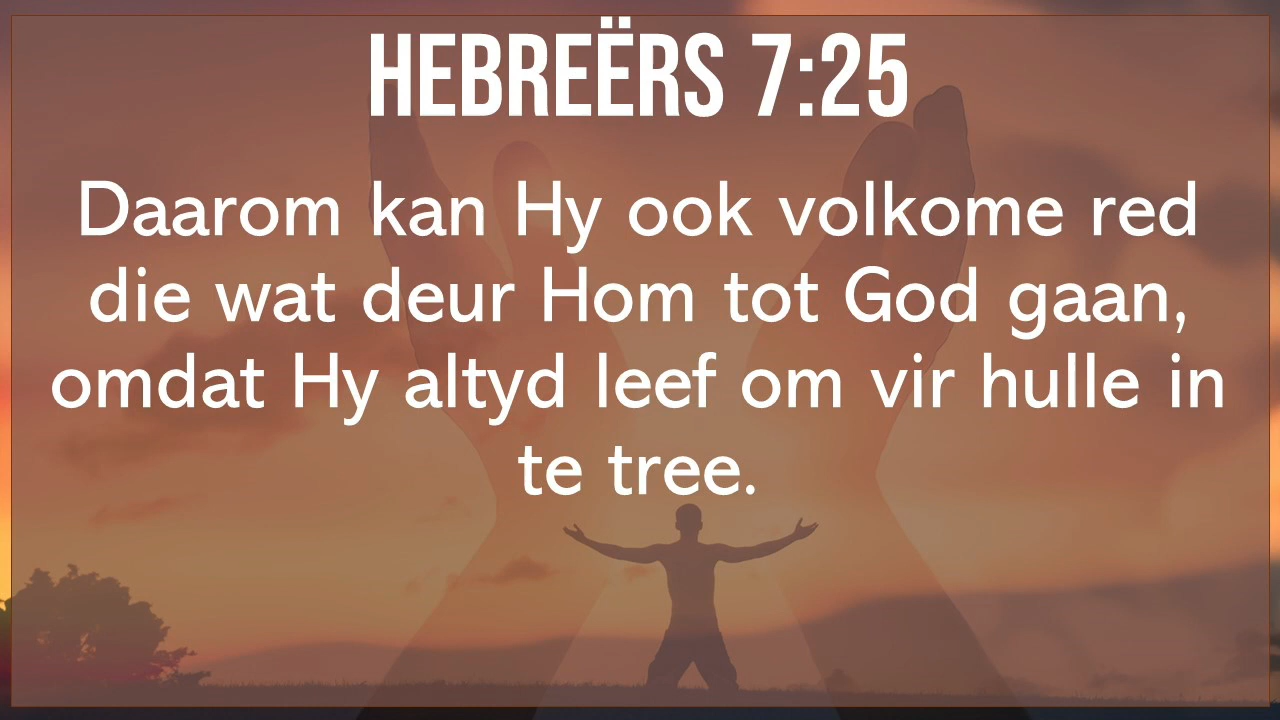 HEBREËRS 7:25
Daarom kan Hy ook volkome red
die wat deur Hom tot God gaan,
omdat Hy altyd leef om vir hulle in
te tree.